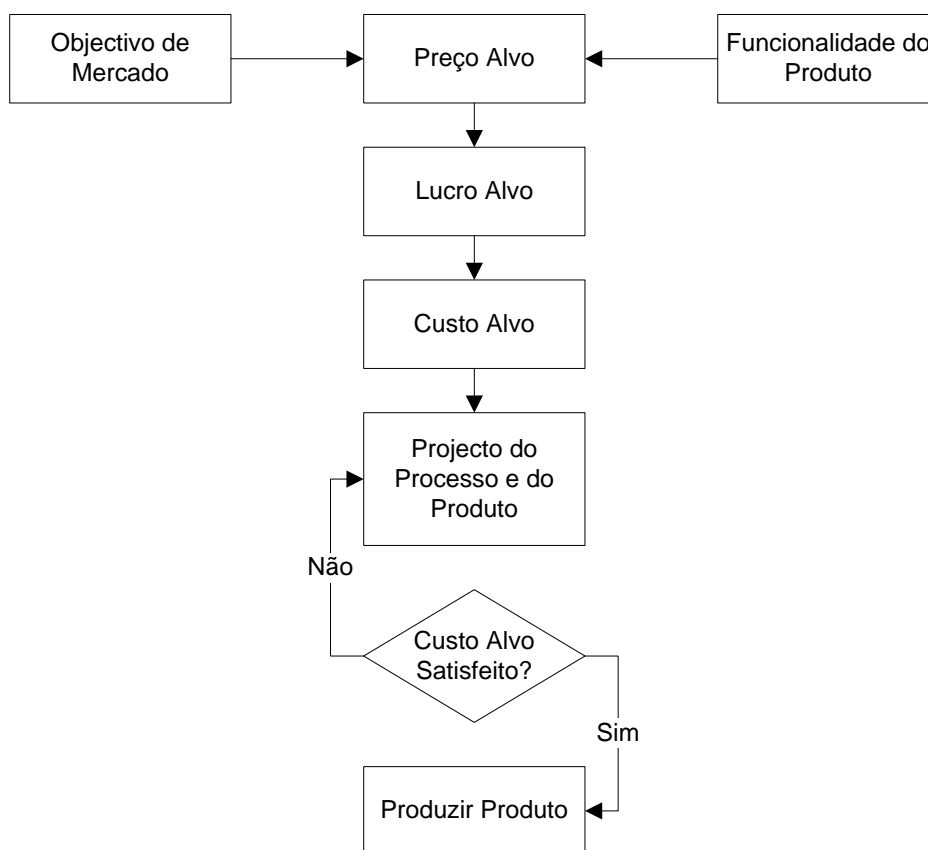 Objectivo de
Mercado
Preço Alvo
Funcionalidade do
Produto
Lucro Alvo
Custo Alvo
Projecto do
Processo e do
Produto
Não
Custo Alvo
Satisfeito?
Sim
Produzir Produto